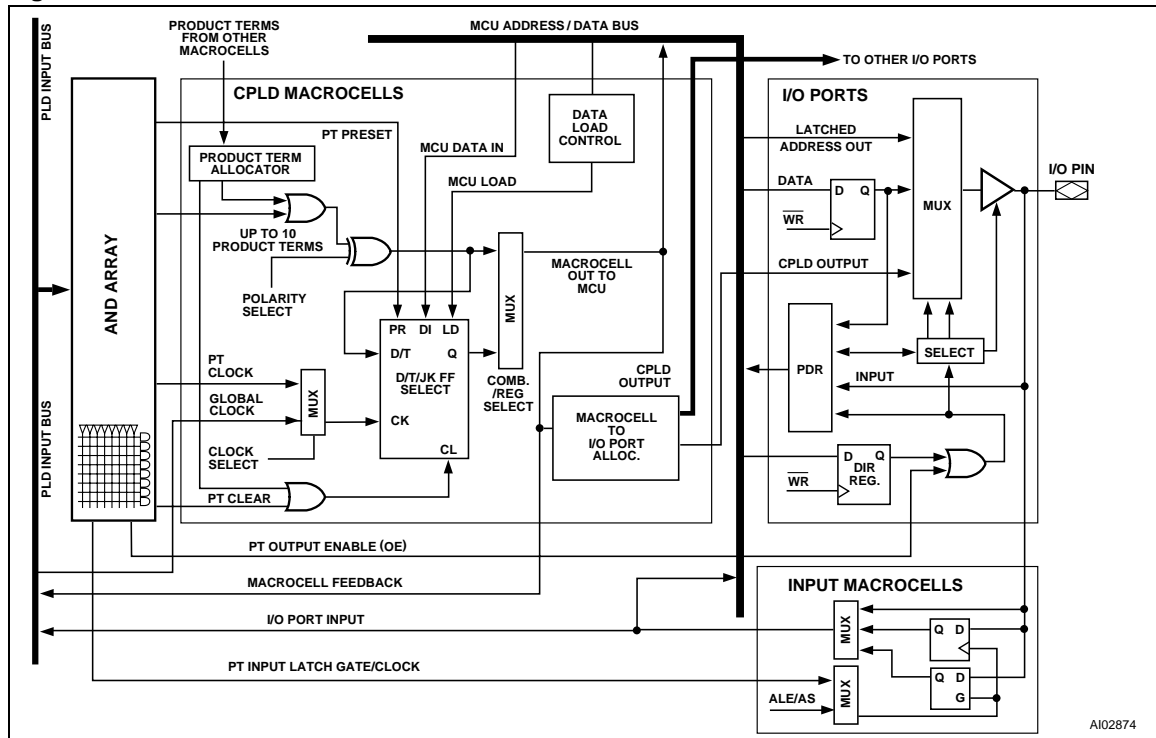 PRODUCT TERMS
FROM OTHER
MACROCELLS
MCU ADDRESS / DATA BUS
TO OTHER I/O PORTS
PLD INPUT BUS
CPLD MACROCELLS
I/O PORTS
PT PRESET
DATA
LOAD
CONTROL
LATCHED
ADDRESS OUT
MCU DATA IN
PRODUCT TERM
ALLOCATOR
MCU LOAD
DATA
D Q
WR
MUX
I/O PIN
AND ARRAY
UP TO 10
PRODUCT TERMS
POLARITY
SELECT
MUX
MACROCELL
OUT TO
MCU
CPLD OUTPUT
PR DI LD
D/T Q
D/T/JK FF
SELECT
CK
CL
COMB.
/REG
SELECT
CPLD
OUTPUT
PDR
SELECT
INPUT
PT
CLOCK
GLOBAL
CLOCK
MUX
CLOCK
SELECT
MACROCELL
TO
I/O PORT
ALLOC.
PLD INPUT BUS
D Q
DIR
REG.
WR
PT CLEAR
PT OUTPUT ENABLE (OE)
MACROCELL FEEDBACK
INPUT MACROCELLS
I/O PORT INPUT
MUX
Q D
PT INPUT LATCH GATE/CLOCK
Q D
G
MUX
ALE/AS
AI02874